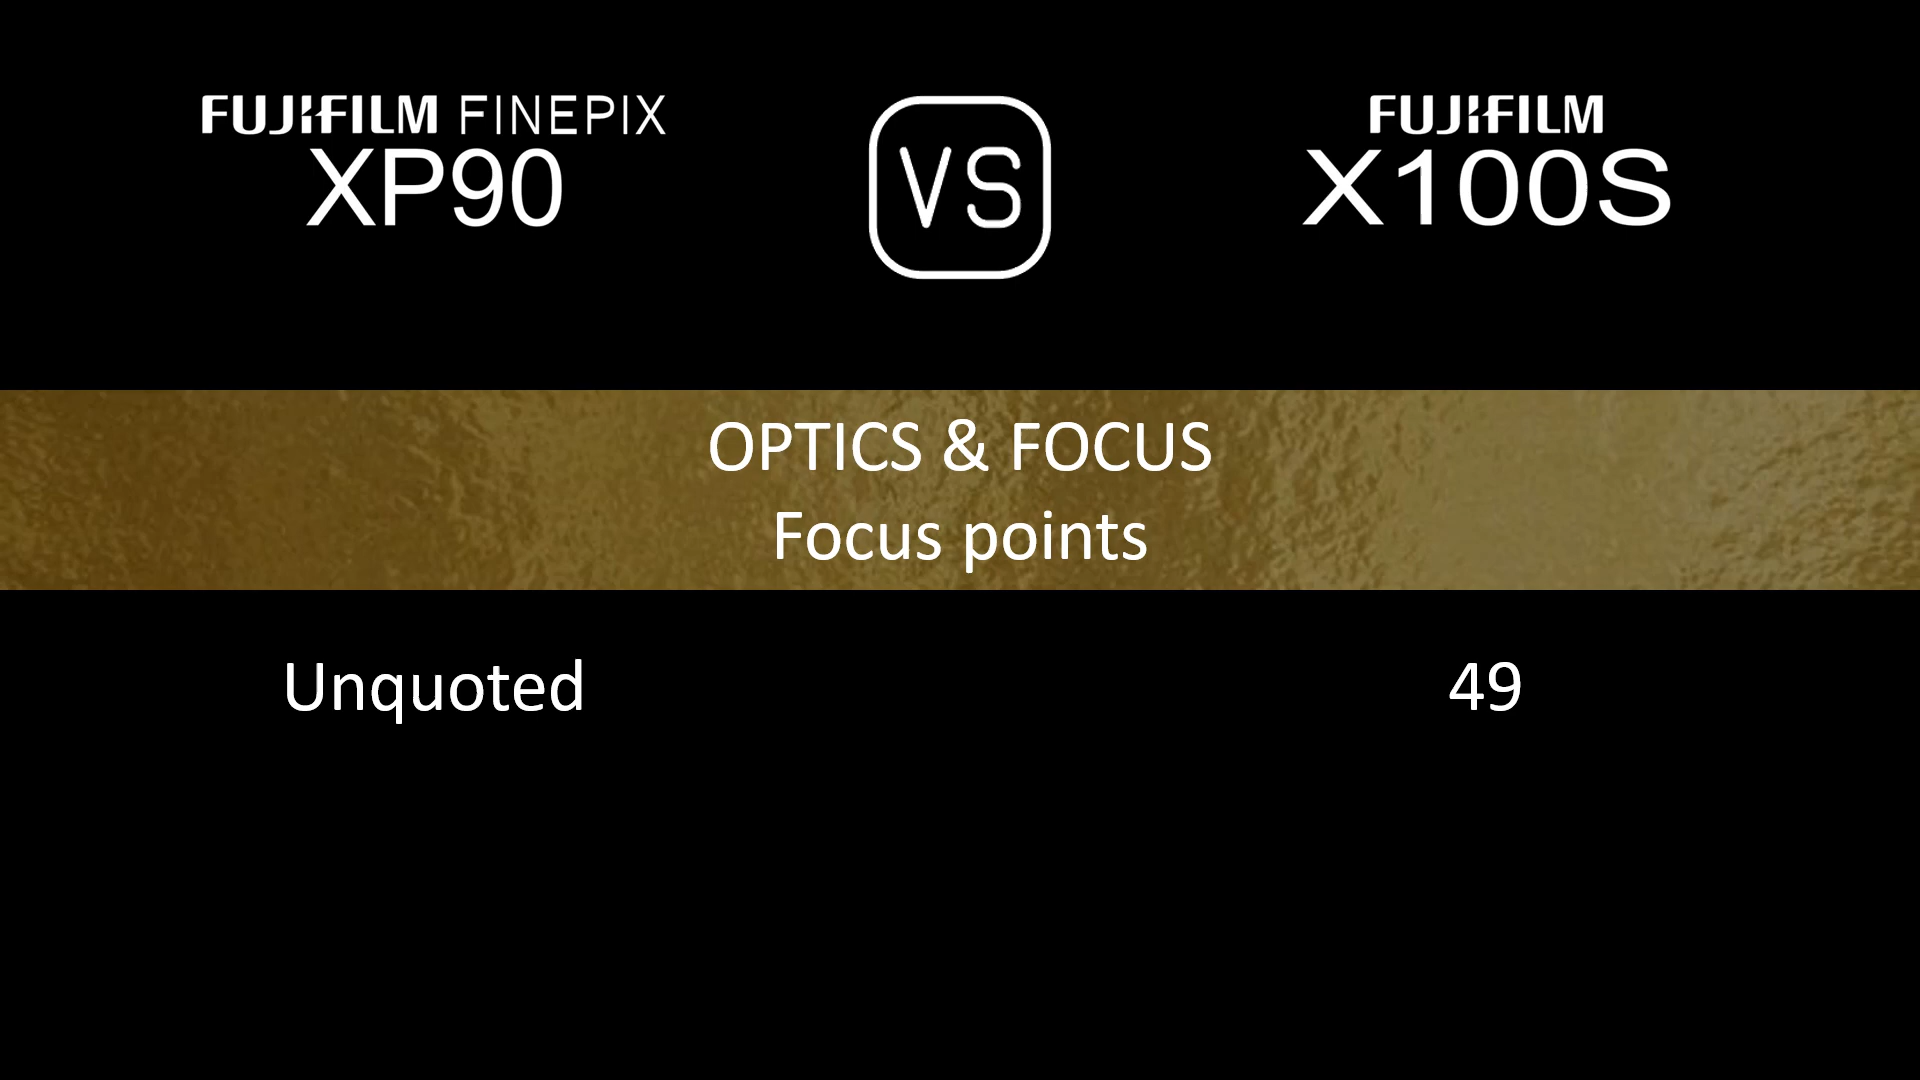 FUJIFILM FINEPIX
XP90
VS
FUJIFILM
X100S
OPTICS & FOCUS
Focus points
Unquoted
49